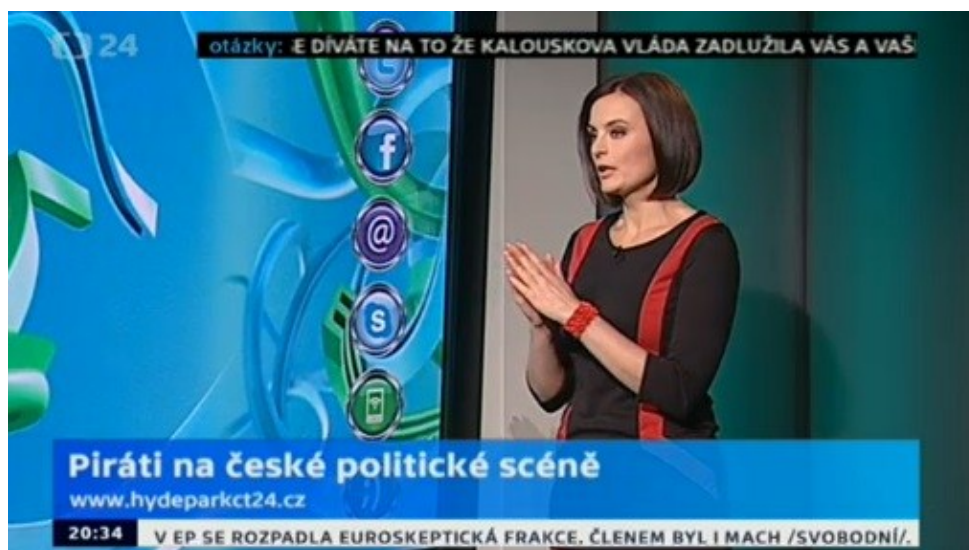 24
otázky: E DÍVÁTE NA TO ŽE KALOUSKOVA VLÁDA ZADLUŽILA VÁS A VAŠ
f
@
S
Piráti na české politické scéně
www.hydeparkct24.cz
20:34 V EP SE ROZPADLA EUROSKEPTICKÁ FRAKCE. ČLENEM BYL I MACH /SVOBODNÍ/.